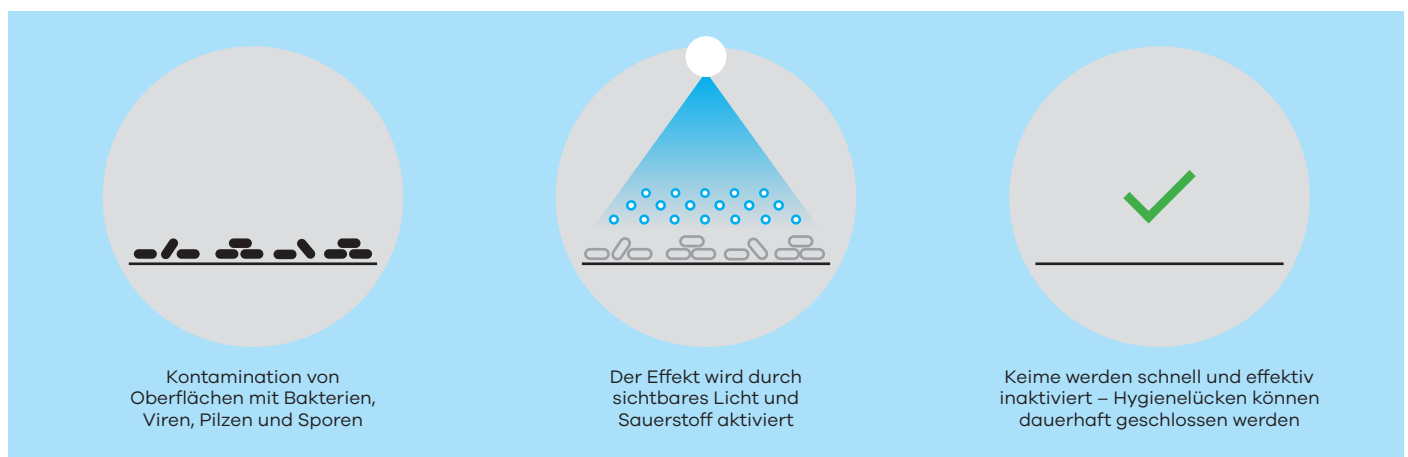 Kontamination von
Oberflächen mit Bakterien,
Viren, Pilzen und Sporen
Der Effekt wird durch
sichtbares Licht und
Sauerstoff aktiviert
Keime werden schnell und effektiv
inaktiviert – Hygienelücken können
dauerhaft geschlossen werden